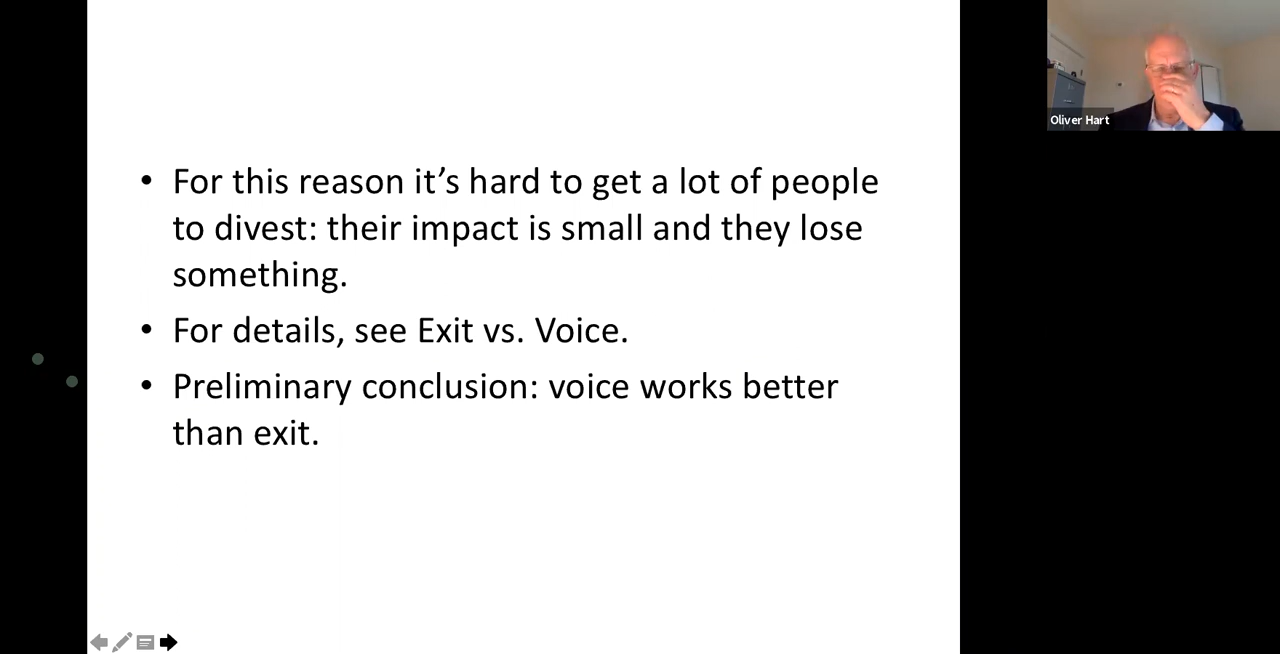 • For this reason it’s hard to get a lot of people
to divest: their impact is small and they lose
something.
• For details, see Exit vs. Voice.
• Preliminary conclusion: voice works better
than exit.
Oliver Hart